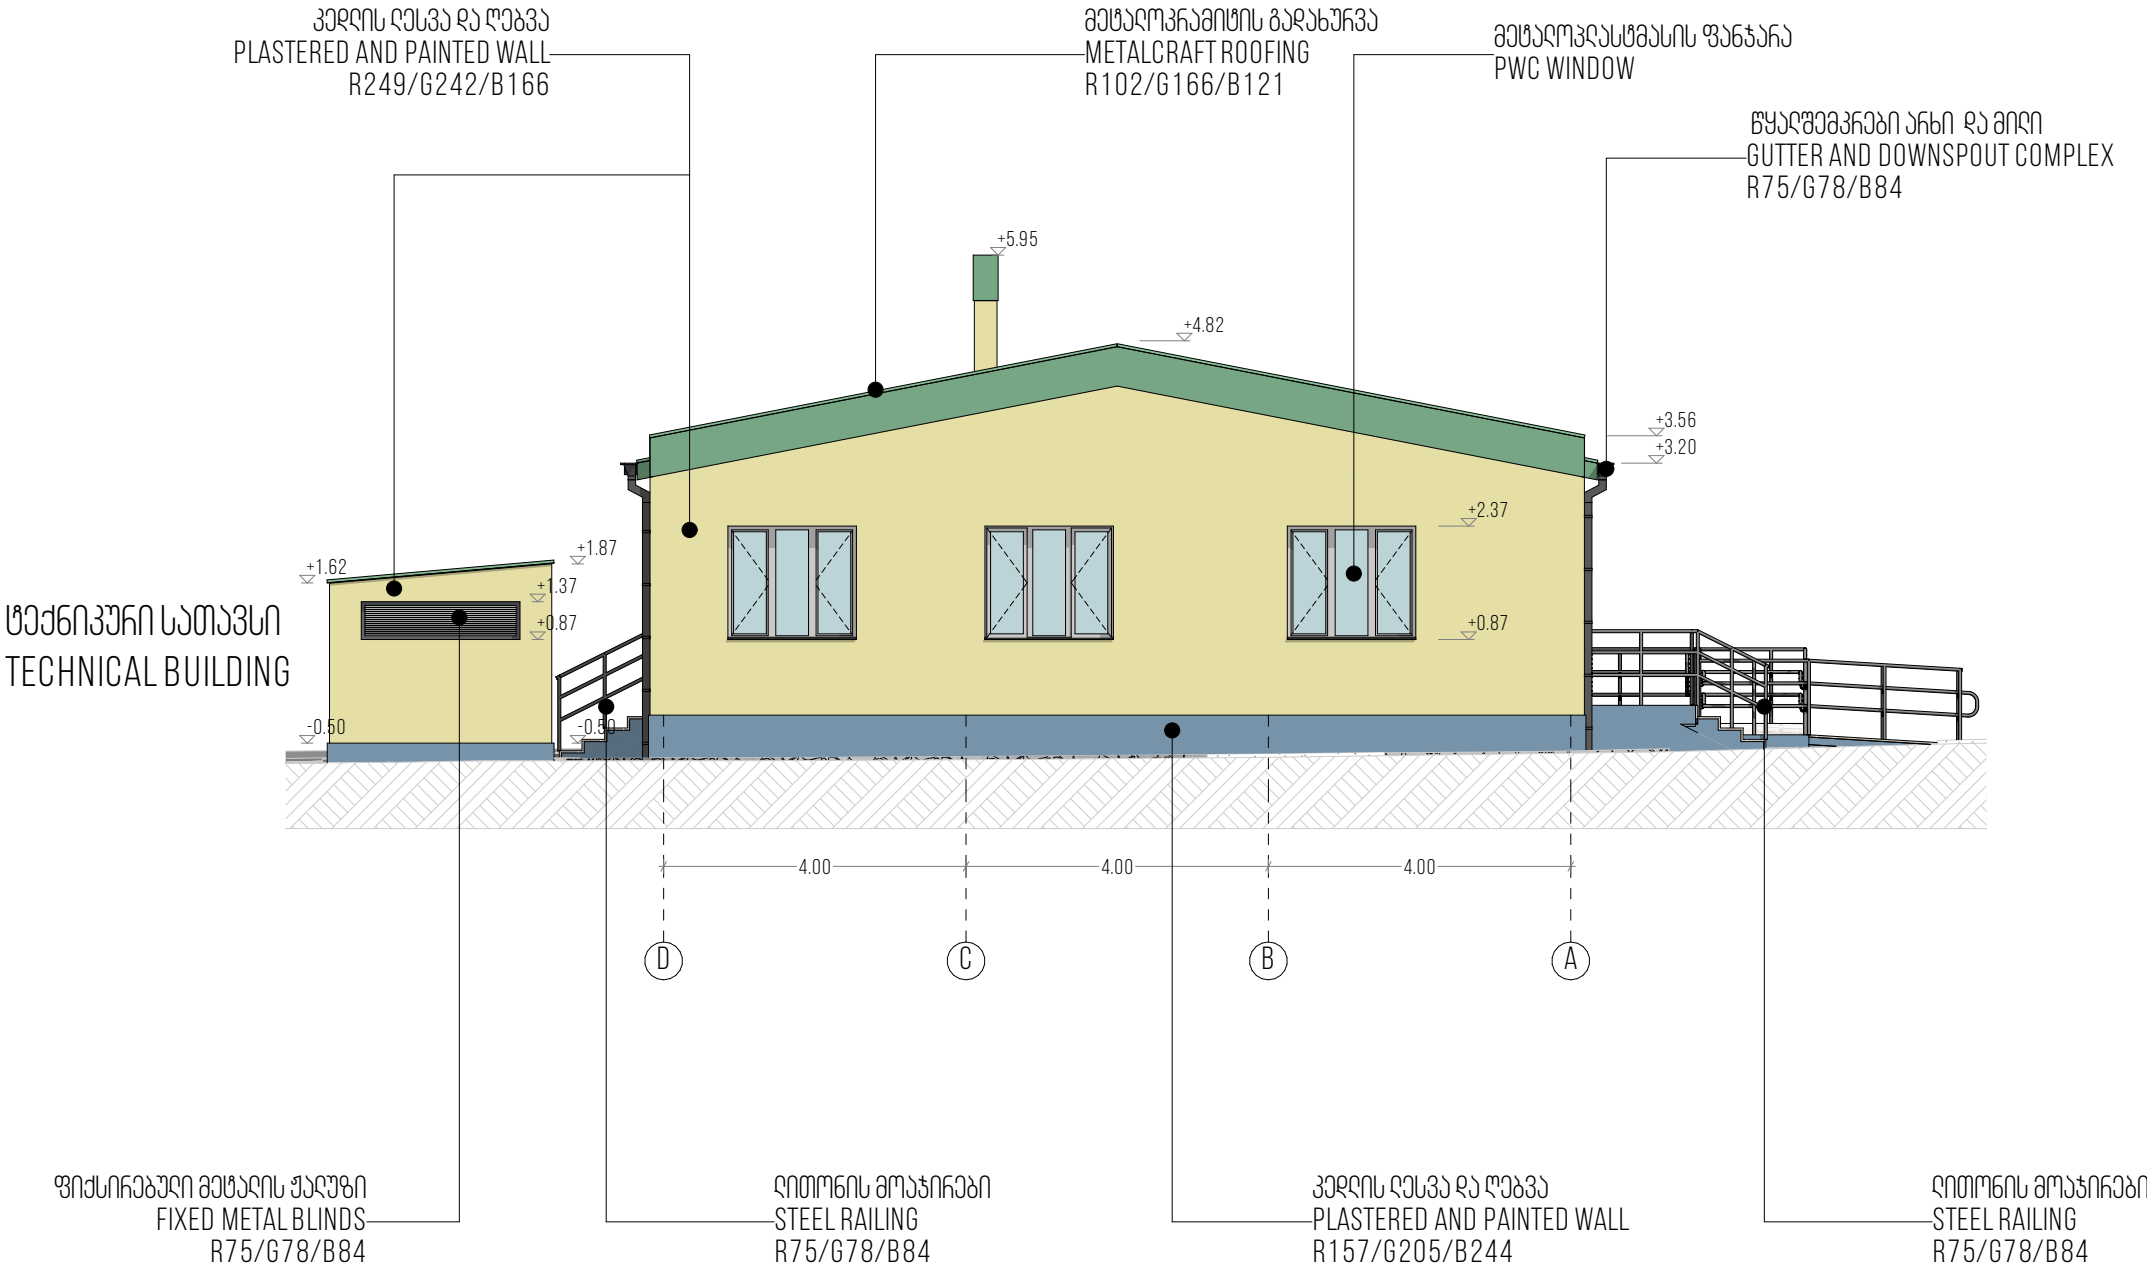 კედლის ლესვა და ღებვა
PLASTERED AND PAINTED WALL
R249/G242/B166
მეტალოკრამიტის გადახურვა
METALCRAFT ROOFING
R102/G166/B121
მეტალოპლასტმასის ფანჯარა
PWC WINDOW
წყალშემკრები არხი და მილი
GUTTER AND DOWNSPOUT COMPLEX
R75/G78/B84
+5.95
+4.82
+3.56
+3.20
+2.37
+0.87
+1.87
+1.62
+1.37
+0.87
-0.50
-0.50
ტექნიკური სათავსი
TECHNICAL BUILDING
4.00
4.00
4.00
D
C
B
A
ფიქსირებული მეტალის ჟალუზი
FIXED METAL BLINDS
R75/G78/B84
ლითონის მოაჯირები
STEEL RAILING
R75/G78/B84
კედლის ლესვა და ღებვა
PLASTERED AND PAINTED WALL
R157/G205/B244
ლითონის მოაჯირები
STEEL RAILING
R75/G78/B84